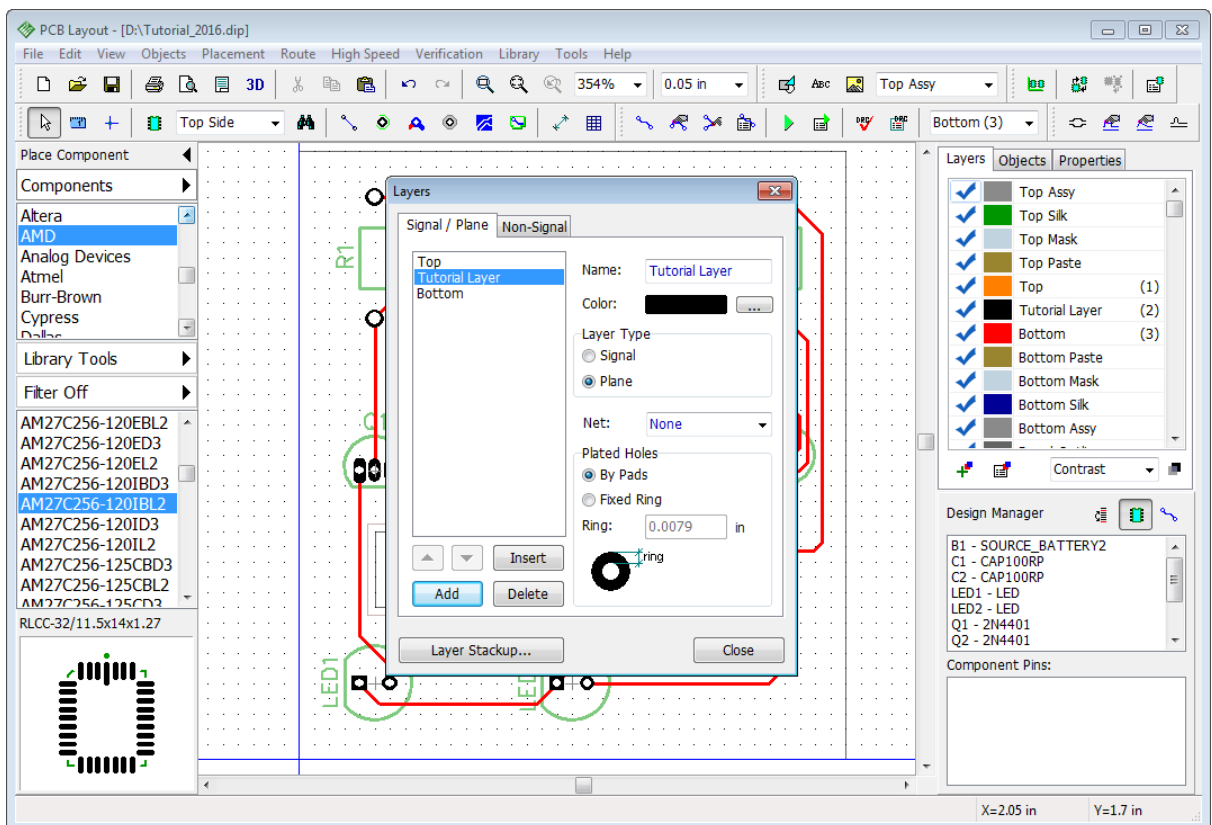 PCB Layout - [D:\Tutorial_2016.dip]
File Edit View Objects Placement Route High Speed Verification Library Tools Help
3D 354% 0.05 in ABC Top Assy
Top Side DRC DRC Bottom (3)
Place Component
Components
Altera
AMD
Analog Devices
Atmel
Burr-Brown
Cypress
Dallas
Library Tools
Filter Off
AM27C256-120EBL2
AM27C256-120ED3
AM27C256-120EL2
AM27C256-120IBD3
AM27C256-120IBL2
AM27C256-120ID3
AM27C256-120IL2
AM27C256-125CBD3
AM27C256-125CBL2
AM27C256-125CD3
RLCC-32/11.5x14x1.27
R1
Q1
LED1
LED
Layers
Signal / Plane Non-Signal
Top
Tutorial Layer
Bottom
Name: Tutorial Layer
Color: ...
Layer Type
Signal
Plane
Net: None
Plated Holes
By Pads
Fixed Ring
Ring: 0.0079 in
ring
Insert
Add Delete
Layer Stackup... Close
Layers Objects Properties
Top Assy
Top Silk
Top Mask
Top Paste
Top (1)
Tutorial Layer (2)
Bottom (3)
Bottom Paste
Bottom Mask
Bottom Silk
Bottom Assy
Contrast
Design Manager
B1 - SOURCE_BATTERY2
C1 - CAP100RP
C2 - CAP100RP
LED1 - LED
LED2 - LED
Q1 - 2N4401
Q2 - 2N4401
Component Pins:
X=2.05 in Y=1.7 in